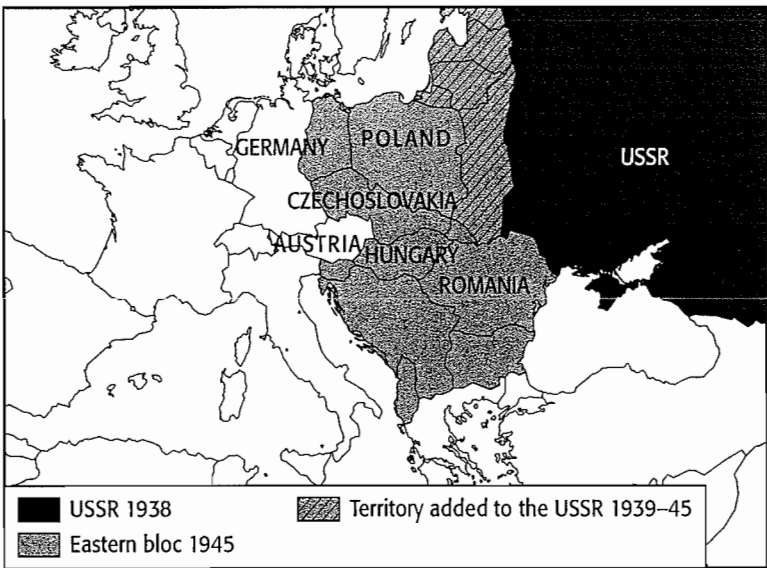 GERMANY
POLAND
USSR
CZECHOSLOVAKIA
AUSTRIA
HUNGARY
ROMANIA
USSR 1938
Territory added to the USSR 1939–45
Eastern bloc 1945